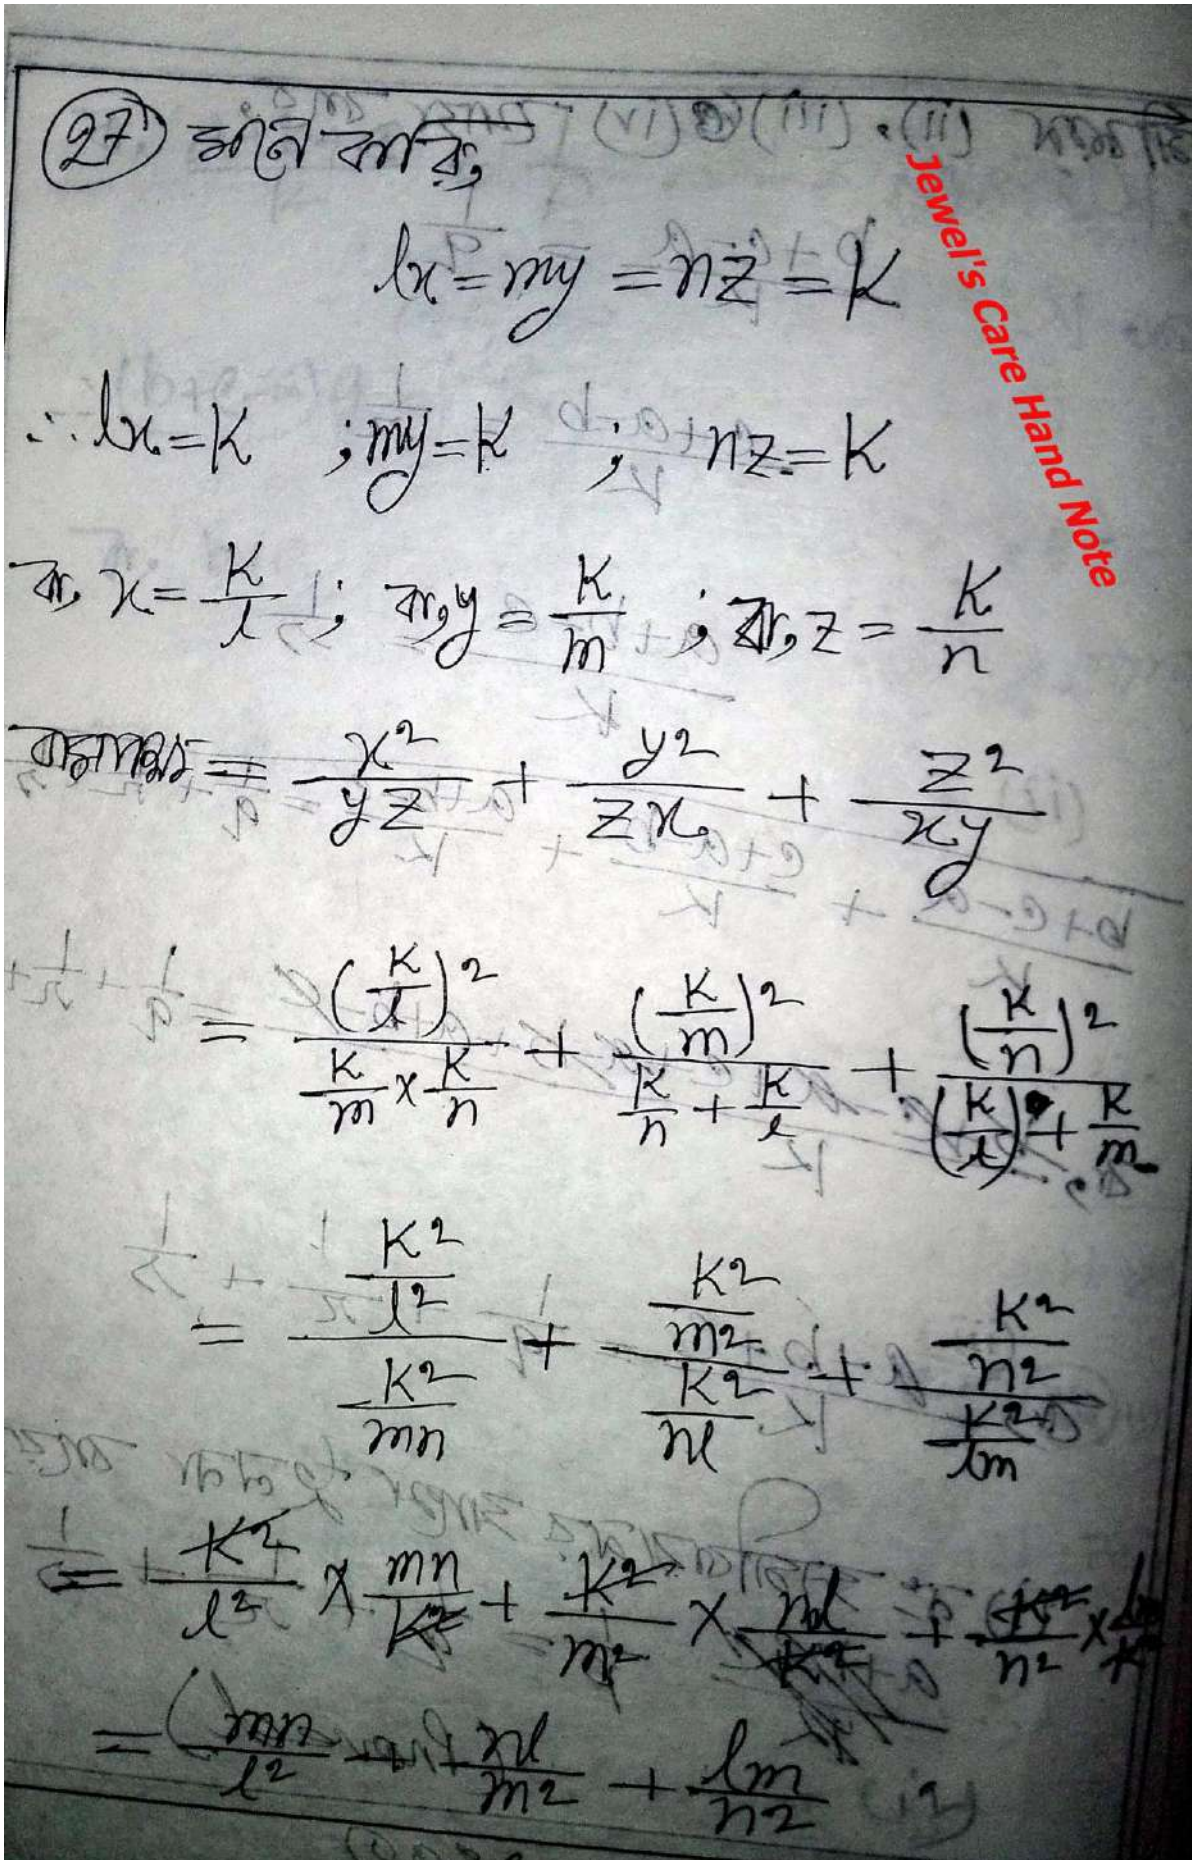 27 মনে করি,
Jewel's Care Hand Note
lx = my = nz = K
∴ lx = K ; my = K ; nz = K
বা, x = K/l ; বা, y = K/m ; বা, z = K/n
বামপক্ষ = x²/yz + y²/zx + z²/xy
= (K/l)²/(K/m × K/n) + (K/m)²/(K/n + K/l) + (K/n)²/((K/l) + K/m)
= (K²/l²)/(K²/mn) + (K²/m²)/(K²/nl) + (K²/n²)/(K²/lm)
= K²/l² × mn/K² + K²/m² × nl/K² + K²/n² × lm/K²
= mn/l² + nl/m² + lm/n²